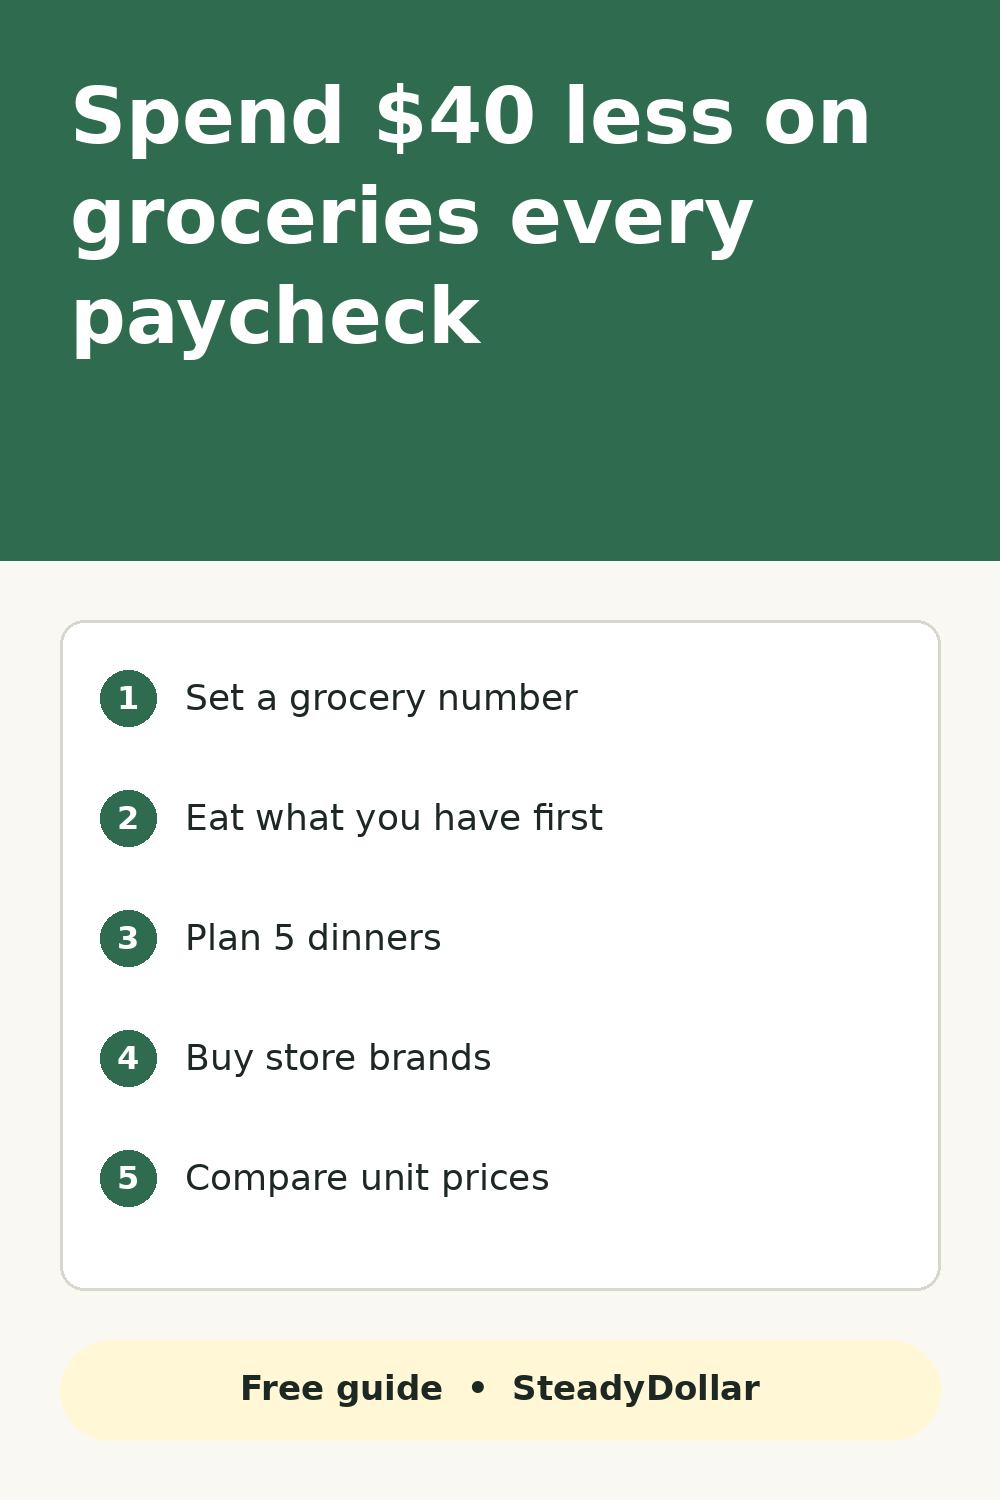 Spend $40 less on
groceries every
paycheck
1 Set a grocery number
2 Eat what you have first
3 Plan 5 dinners
4 Buy store brands
5 Compare unit prices
Free guide • SteadyDollar